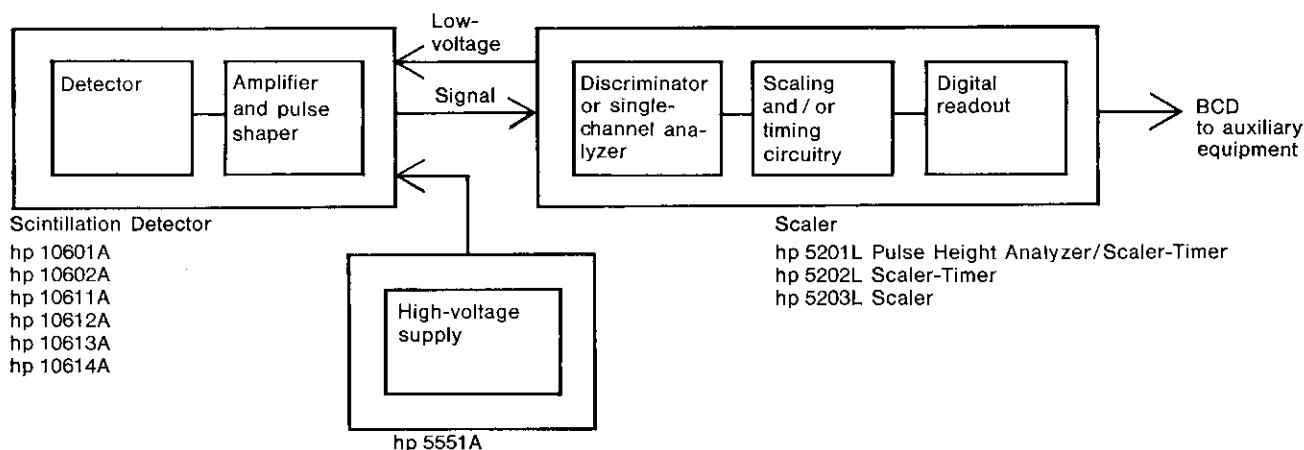 Low-
voltage
Detector
Amplifier
and pulse
shaper
Signal
Discriminator
or single-
channel ana-
lyzer
Scaling
and / or
timing
circuitry
Digital
readout
BCD
to auxiliary
equipment
Scintillation Detector
hp 10601A
hp 10602A
hp 10611A
hp 10612A
hp 10613A
hp 10614A
High-voltage
supply
hp 5551A
Scaler
hp 5201L Pulse Height Analyzer/Scaler-Timer
hp 5202L Scaler-Timer
hp 5203L Scaler